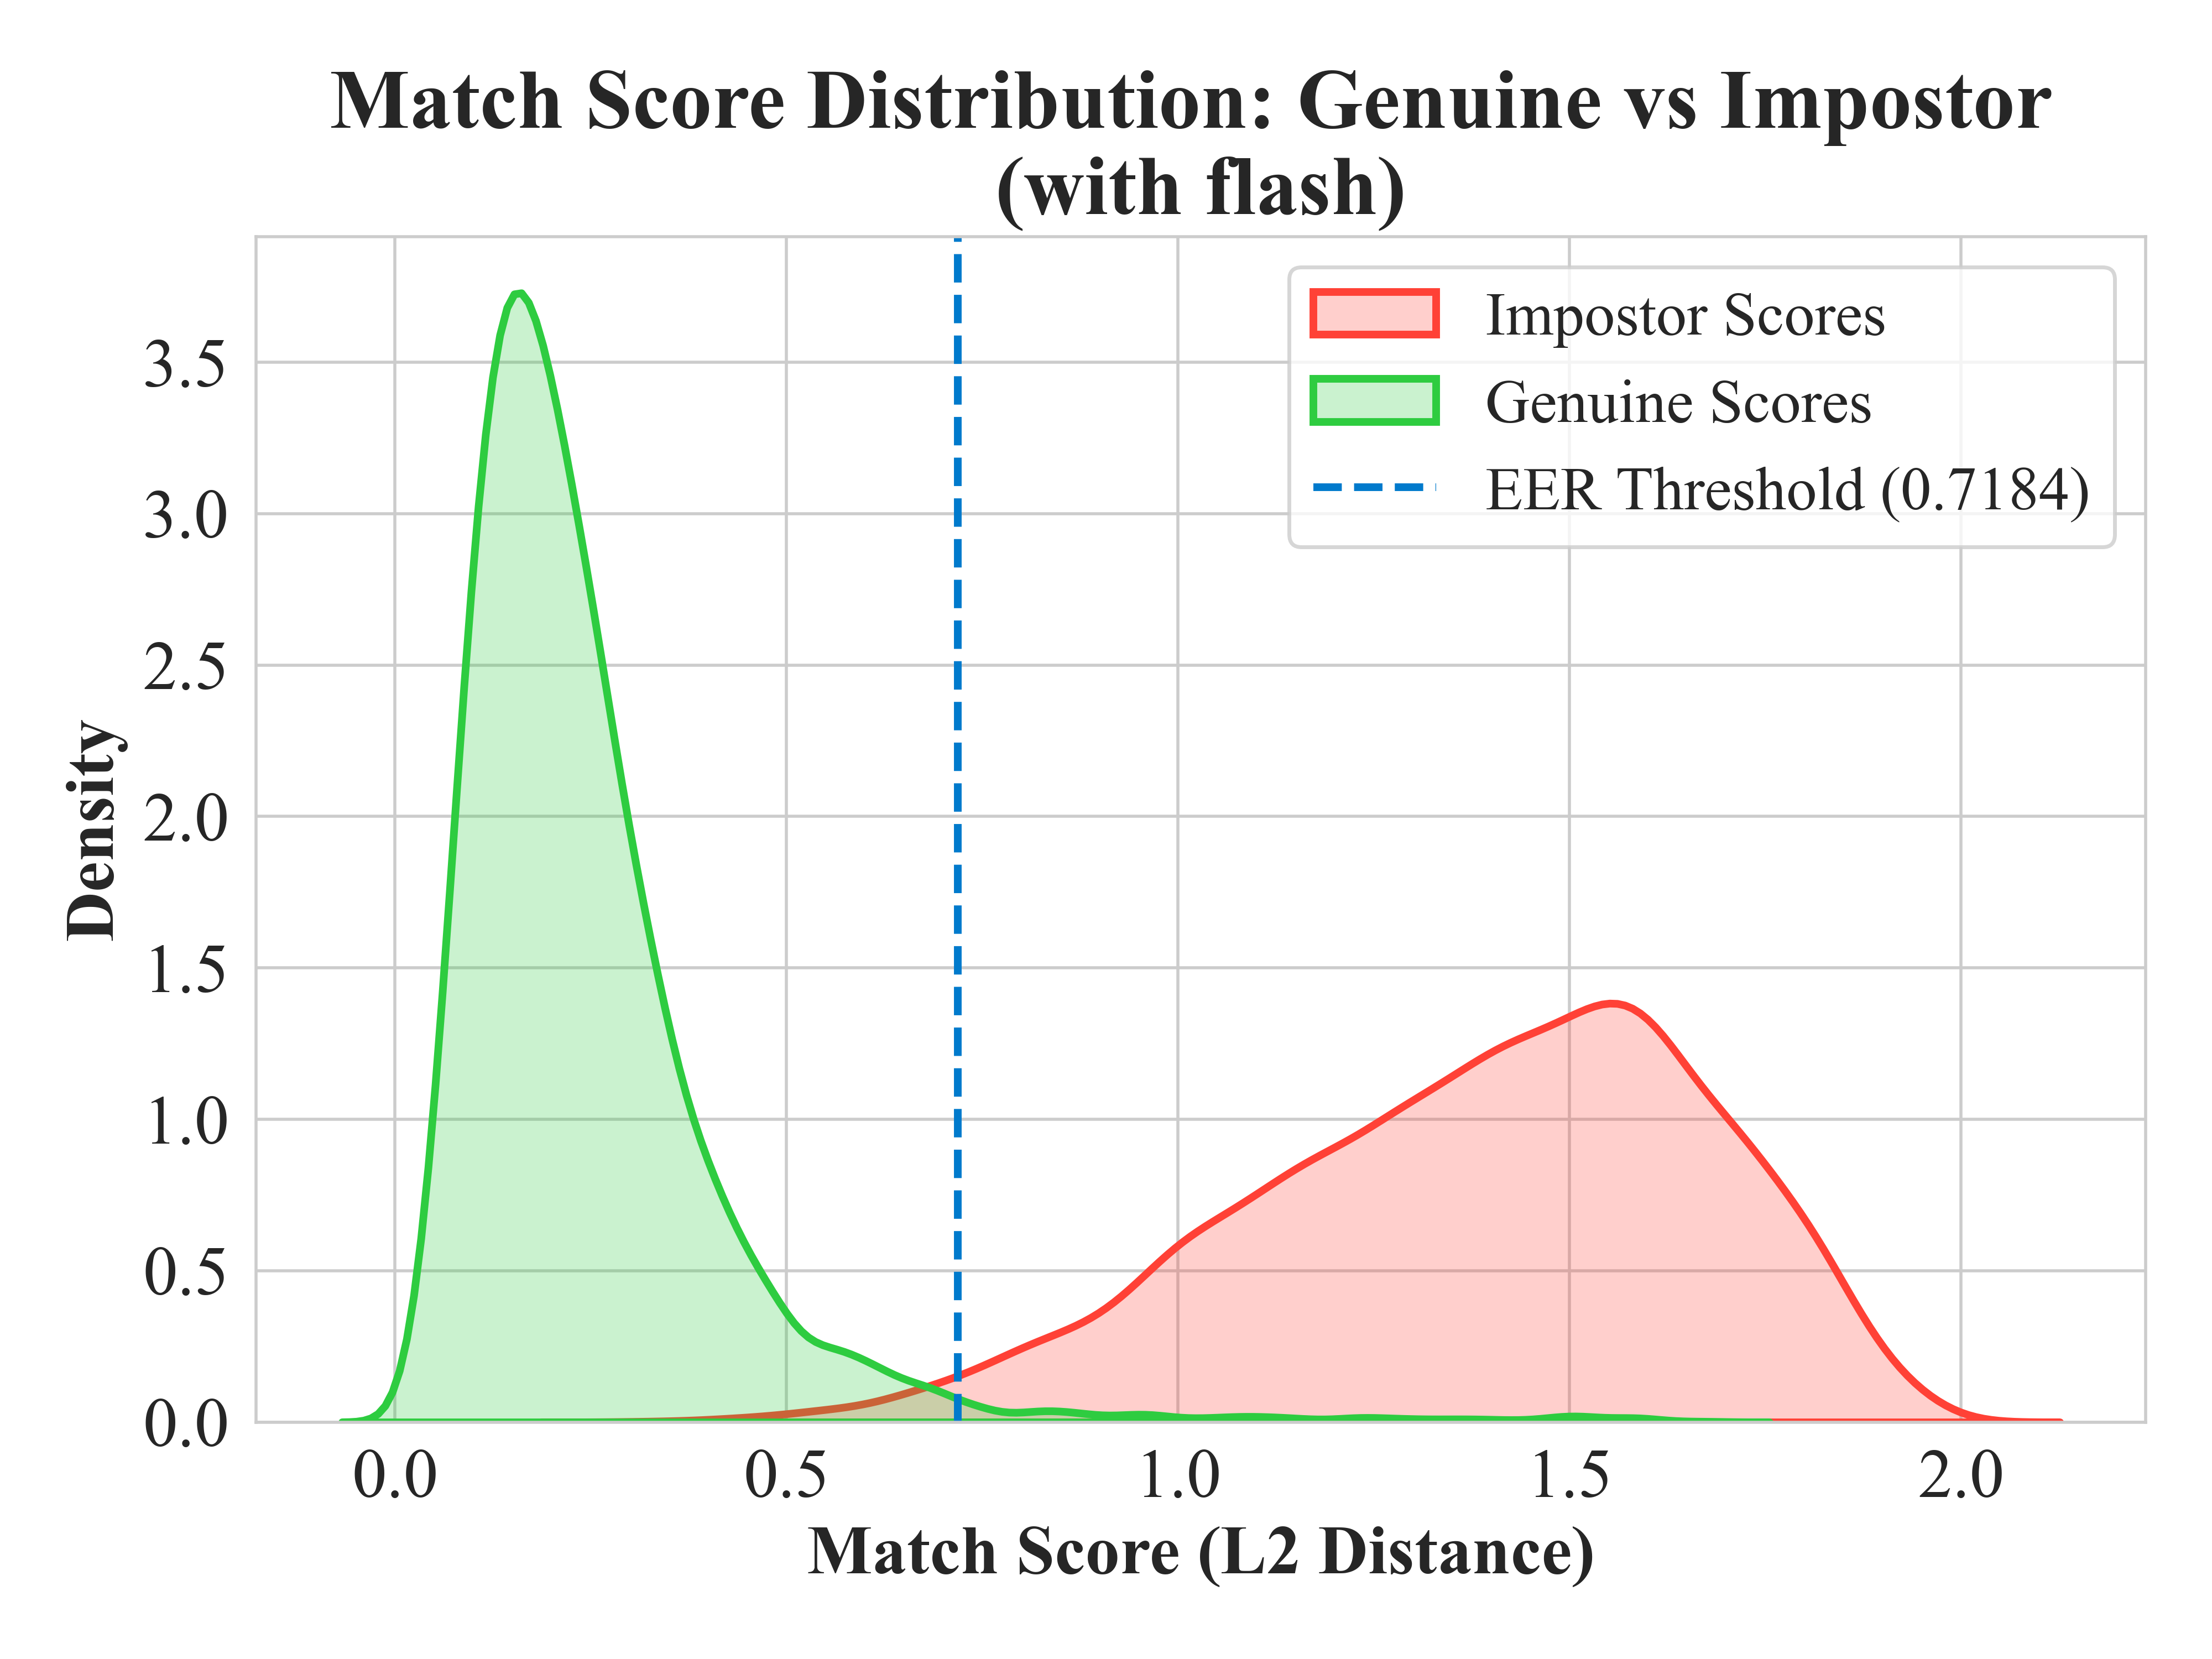 Match Score Distribution: Genuine vs Impostor
(with flash)
Impostor Scores
Genuine Scores
EER Threshold (0.7184)
Density
3.5
3.0
2.5
2.0
1.5
1.0
0.5
0.0
0.0 0.5 1.0 1.5 2.0
Match Score (L2 Distance)